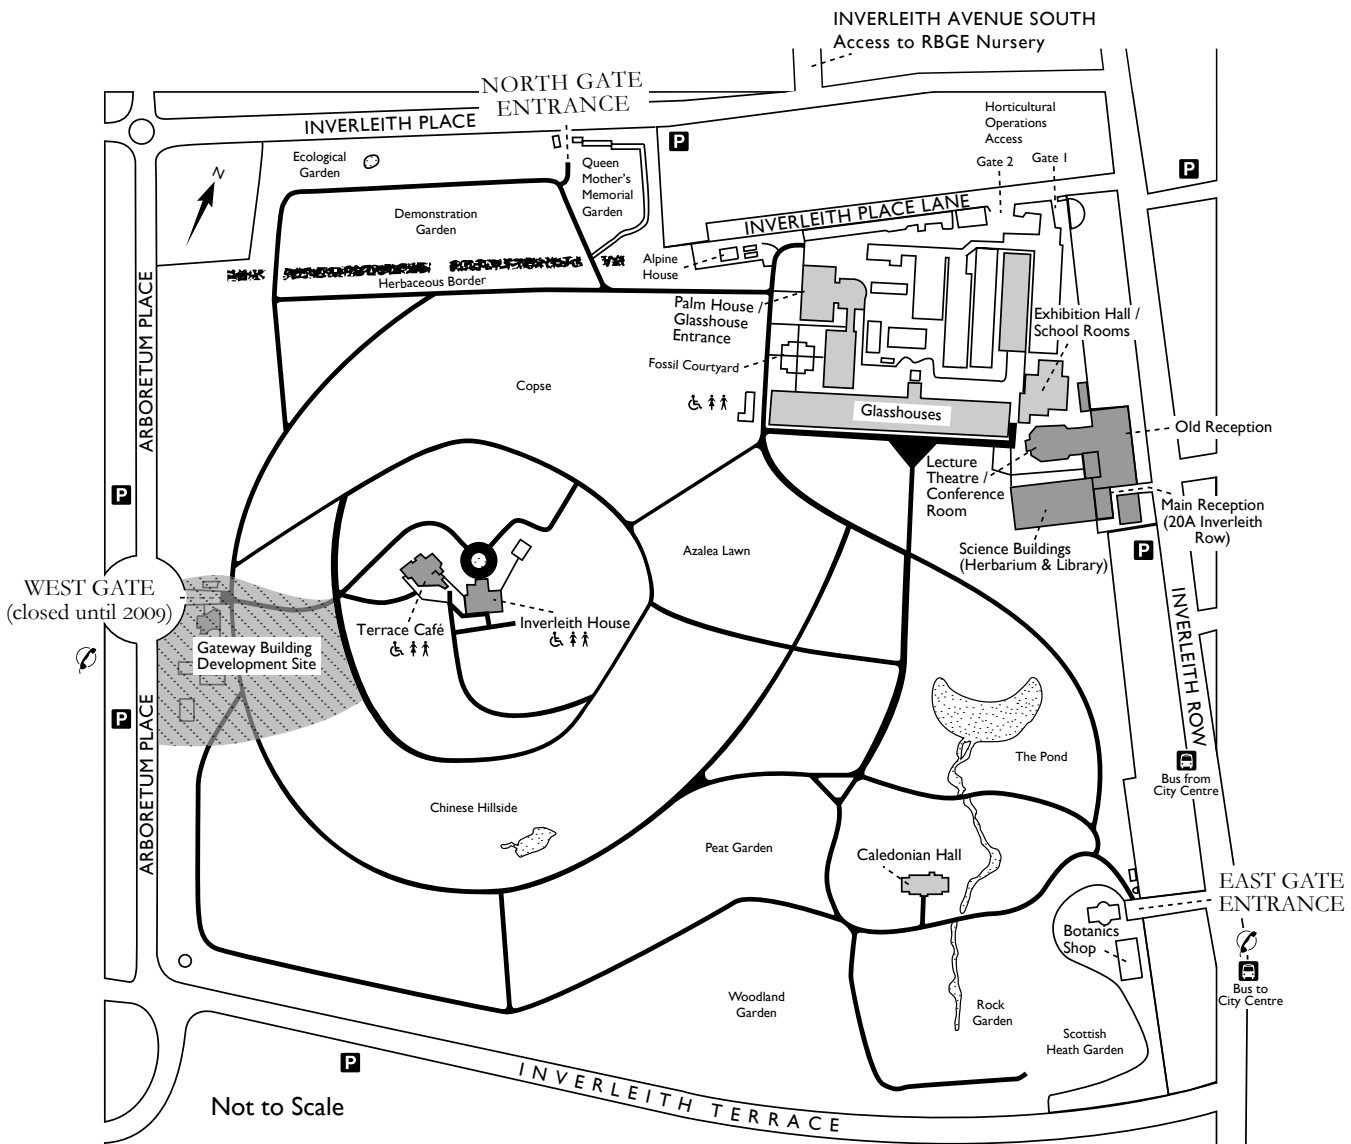 INVERLEITH AVENUE SOUTH
Access to RBGE Nursery
NORTH GATE
ENTRANCE
INVERLEITH PLACE
P
Horticultural
Operations
Access
Gate 2
Gate 1
P
Ecological
Garden
Queen
Mother's
Memorial
Garden
N
Demonstration
Garden
INVERLEITH PLACE LANE
Alpine
House
Herbaceous Border
ARBORETUM PLACE
Palm House /
Glasshouse
Entrance
Exhibition Hall /
School Rooms
Fossil Courtyard
Copse
Glasshouses
Old Reception
Lecture
Theatre /
Conference
Room
P
Main Reception
(20A Inverleith
Row)
Azalea Lawn
Science Buildings
(Herbarium & Library)
P
WEST GATE
(closed until 2009)
Terrace Café
Inverleith House
Gateway Building
Development Site
INVERLEITH ROW
P
ARBORETUM PLACE
The Pond
Bus from
City Centre
Chinese Hillside
Peat Garden
Caledonian Hall
EAST GATE
ENTRANCE
Botanics
Shop
Bus to
City Centre
Woodland
Garden
Rock
Garden
Scottish
Heath Garden
P
INVERLEITH TERRACE
Not to Scale